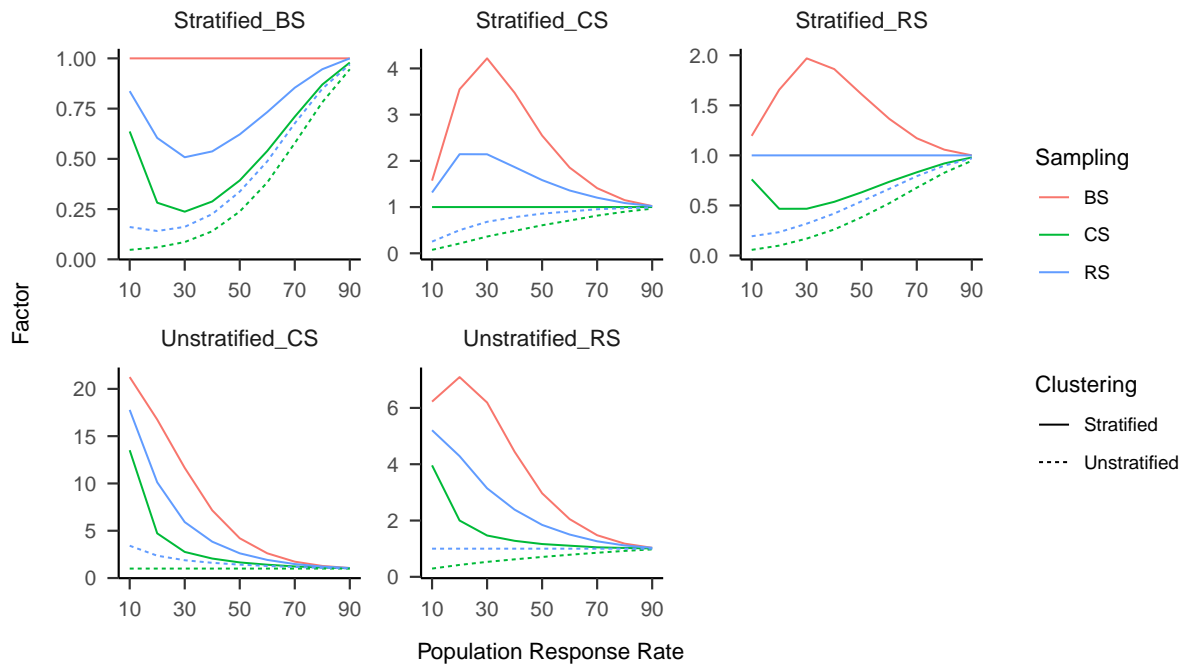 Stratified_BS
Stratified_CS
Stratified_RS
1.00
0.75
0.50
0.25
0.00
10 30 50 70 90
4
3
2
1
0
10 30 50 70 90
2.0
1.5
1.0
0.5
0.0
10 30 50 70 90
Unstratified_CS
Unstratified_RS
20
15
10
5
0
10 30 50 70 90
6
4
2
0
10 30 50 70 90
Factor
Population Response Rate
Sampling
BS
CS
RS
Clustering
Stratified
Unstratified